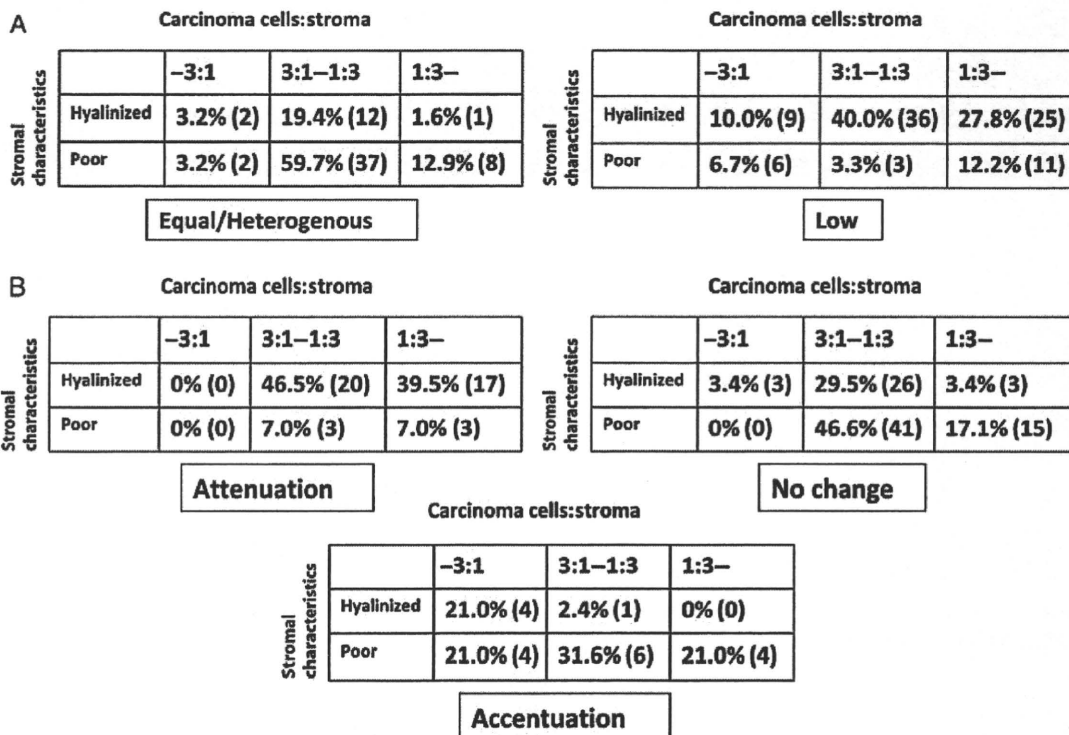 A
Carcinoma cells:stroma
Stromal characteristics
–3:1 3:1–1:3 1:3–
Hyalinized 3.2% (2) 19.4% (12) 1.6% (1)
Poor 3.2% (2) 59.7% (37) 12.9% (8)
Equal/Heterogenous
Carcinoma cells:stroma
Stromal characteristics
–3:1 3:1–1:3 1:3–
Hyalinized 10.0% (9) 40.0% (36) 27.8% (25)
Poor 6.7% (6) 3.3% (3) 12.2% (11)
Low
B
Carcinoma cells:stroma
Stromal characteristics
–3:1 3:1–1:3 1:3–
Hyalinized 0% (0) 46.5% (20) 39.5% (17)
Poor 0% (0) 7.0% (3) 7.0% (3)
Attenuation
Carcinoma cells:stroma
Stromal characteristics
–3:1 3:1–1:3 1:3–
Hyalinized 3.4% (3) 29.5% (26) 3.4% (3)
Poor 0% (0) 46.6% (41) 17.1% (15)
No change
Carcinoma cells:stroma
Stromal characteristics
–3:1 3:1–1:3 1:3–
Hyalinized 21.0% (4) 2.4% (1) 0% (0)
Poor 21.0% (4) 31.6% (6) 21.0% (4)
Accentuation